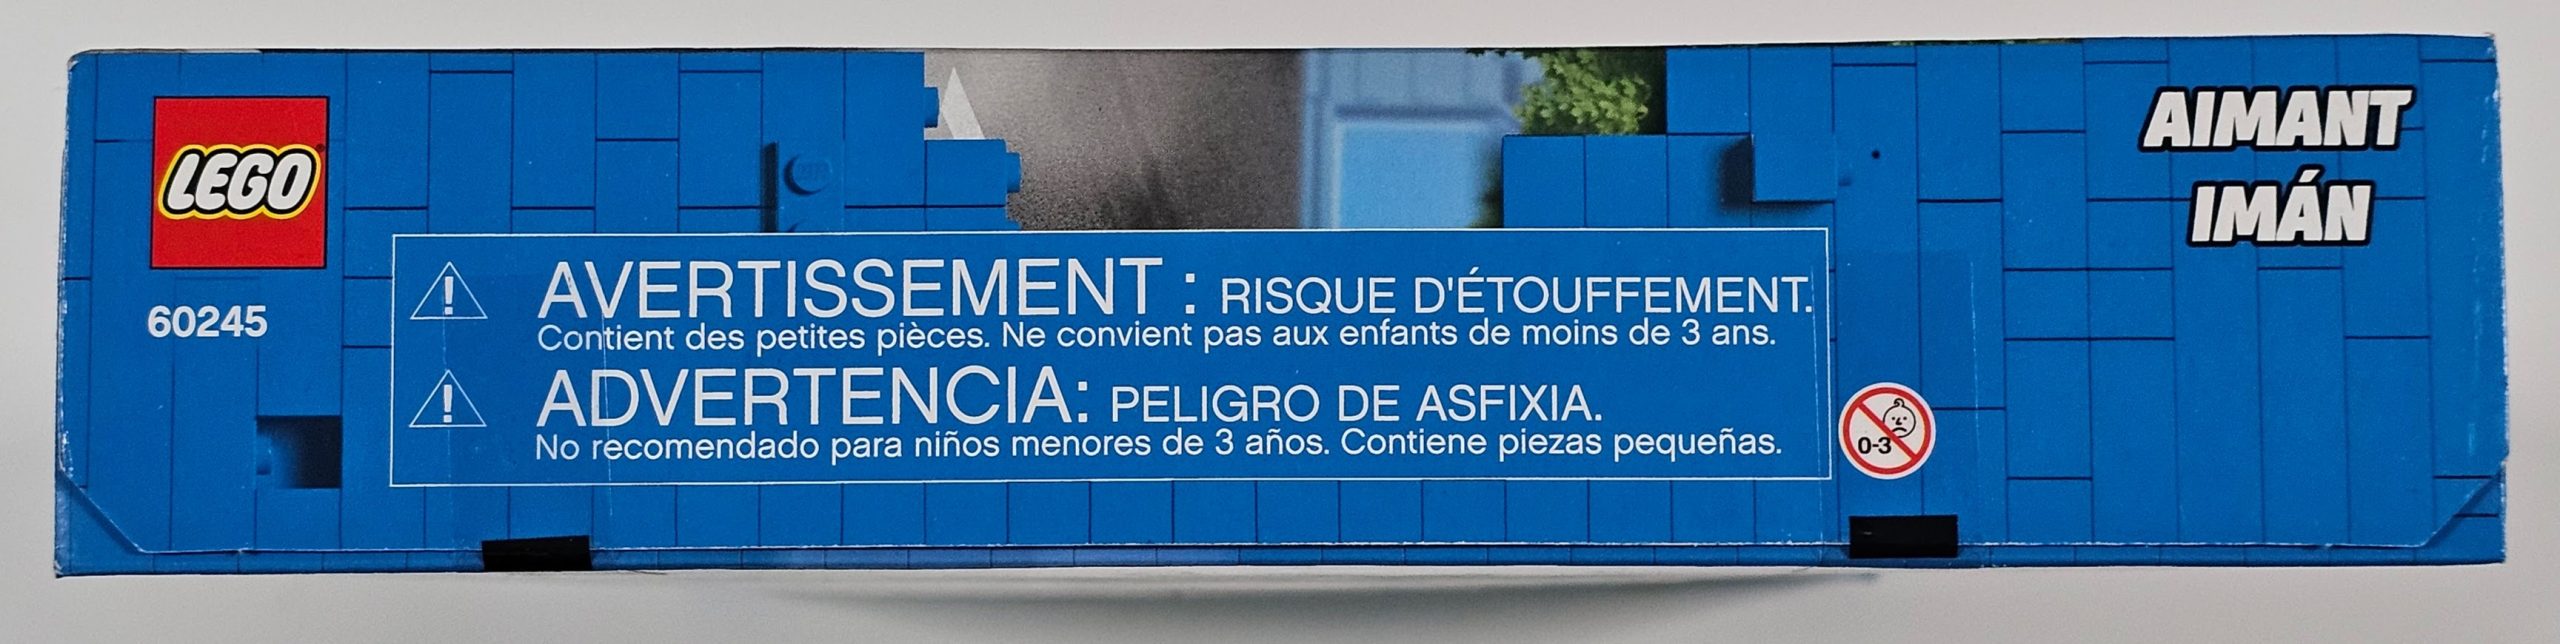 LEGO
60245
AIMANT
IMÁN
AVERTISSEMENT : RISQUE D'ÉTOUFFEMENT.
Contient des petites pièces. Ne convient pas aux enfants de moins de 3 ans.
ADVERTENCIA: PELIGRO DE ASFIXIA.
No recomendado para niños menores de 3 años. Contiene piezas pequeñas.
0-3